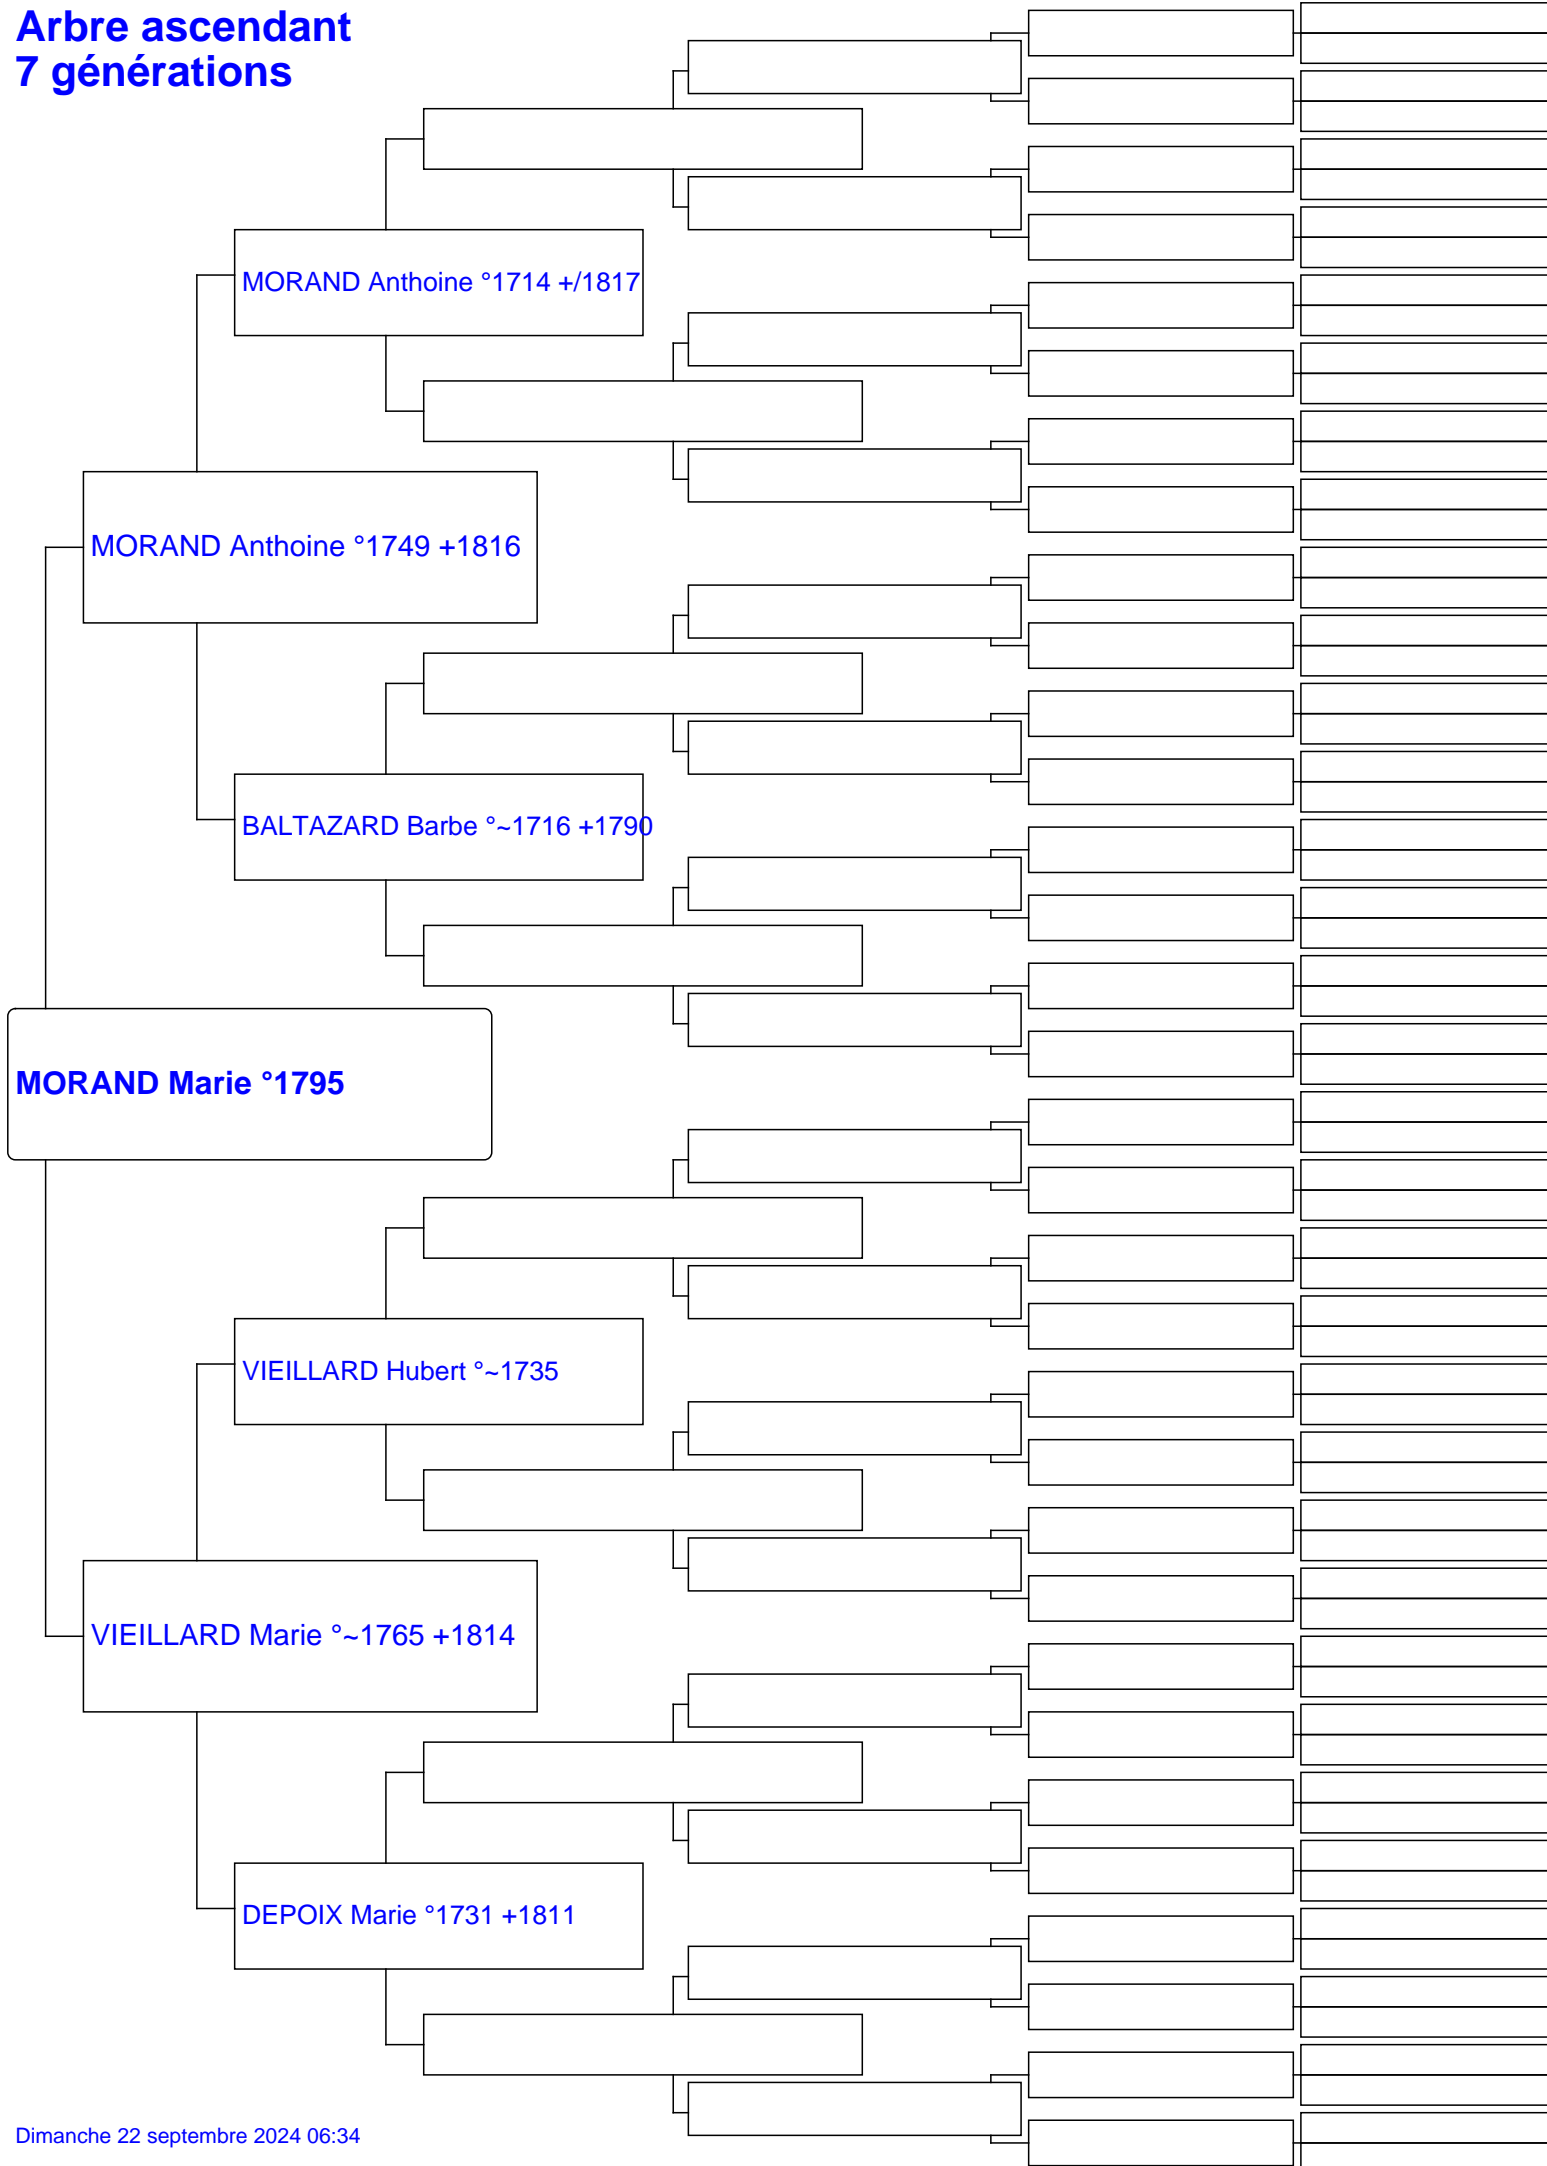 Arbre ascendant
7 générations
MORAND Anthoine °1714 +/1817
MORAND Anthoine °1749 +1816
BALTAZARD Barbe °~1716 +1790
MORAND Marie °1795
VIEILLARD Hubert °~1735
VIEILLARD Marie °~1765 +1814
DEPOIX Marie °1731 +1811
Dimanche 22 septembre 2024 06:34